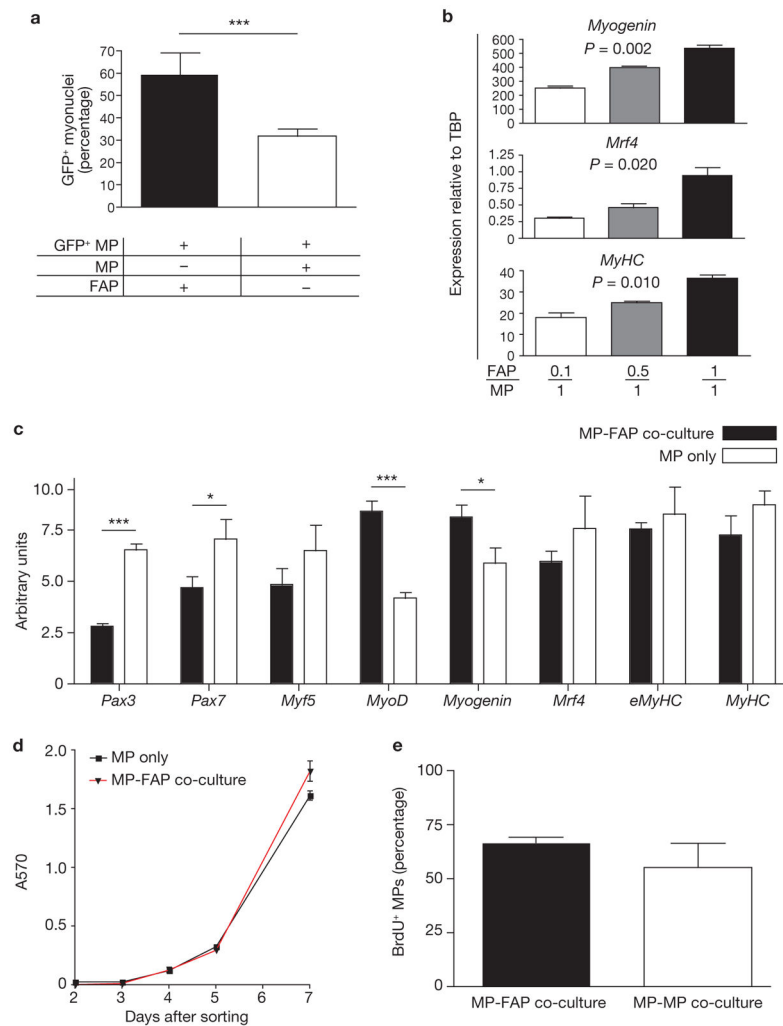 a
***
GFP+ myonuclei
(percentage)
70
60
50
40
30
20
10
0
GFP+ MP + +
MP – +
FAP + –
b
Expression relative to TBP
Myogenin
P = 0.002
600
500
400
300
200
100
0
Mrf4
P = 0.020
1.25
1.00
0.75
0.50
0.25
0
MyHC
P = 0.010
40
30
20
10
0
FAP 0.1 0.5 1
MP 1 1 1
c
MP-FAP co-culture
MP only
Arbitrary units
10.0
7.5
5.0
2.5
0
*** * *** *
Pax3 Pax7 Myf5 MyoD Myogenin Mrf4 eMyHC MyHC
d
MP only
MP-FAP co-culture
A570
2.0
1.5
1.0
0.5
0
2 3 4 5 6 7
Days after sorting
e
BrdU+ MPs (percentage)
100
75
50
25
0
MP-FAP co-culture MP-MP co-culture